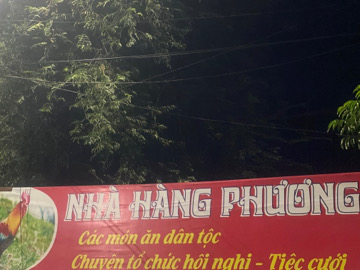 NHÀ HÀNG PHƯƠNG
Các món ăn dân tộc
Chuyên tổ chức hội nghị - Tiệc cưới